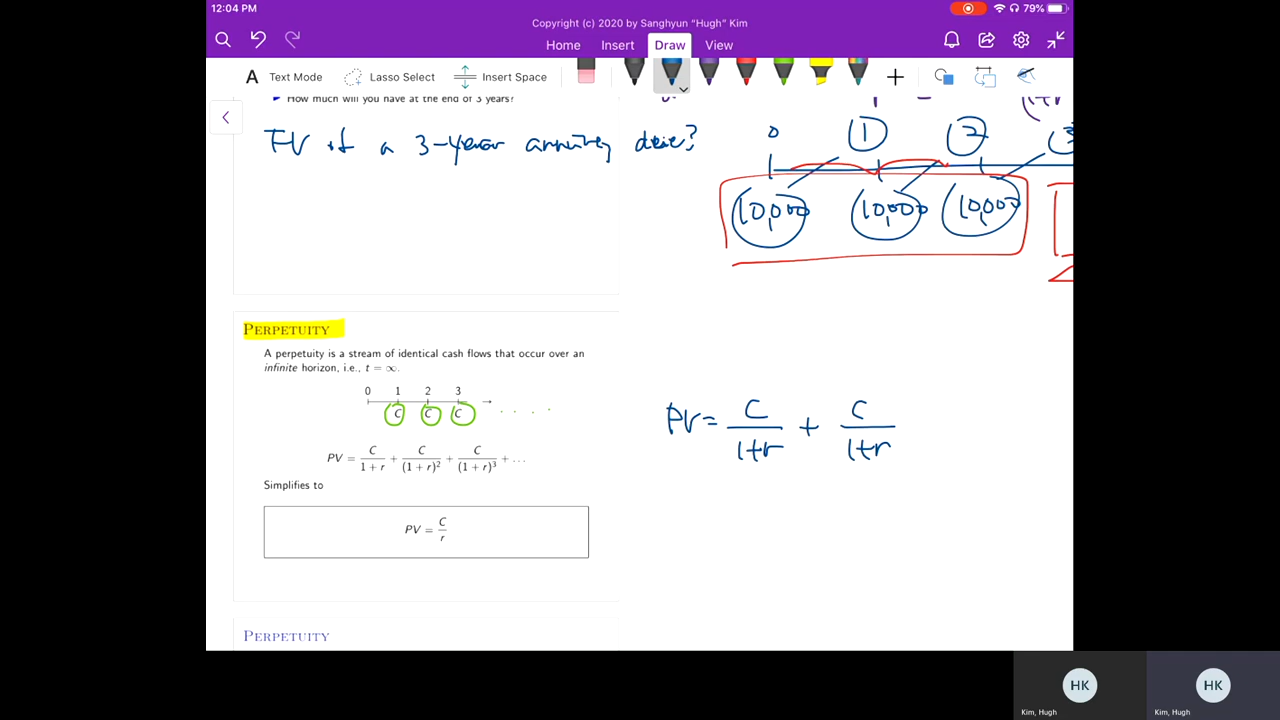 12:04 PM
79%
Copyright (c) 2020 by Sanghyun “Hugh” Kim
Home Insert Draw View
A Text Mode Lasso Select Insert Space
How much will you have at the end of 3 years?
FV of a 3-year annuity due?
0 1 2 3
10,000 10,000 10,000
PERPETUITY
A perpetuity is a stream of identical cash flows that occur over an
infinite horizon, i.e., t = ∞.
0 1 2 3
C C C . . . .
PV = C/(1 + r) + C/(1 + r)² + C/(1 + r)³ + ...
Simplifies to
PV = C/r
PV = C/(1+r) + C/(1+r)
PERPETUITY
HK HK
Kim, Hugh Kim, Hugh